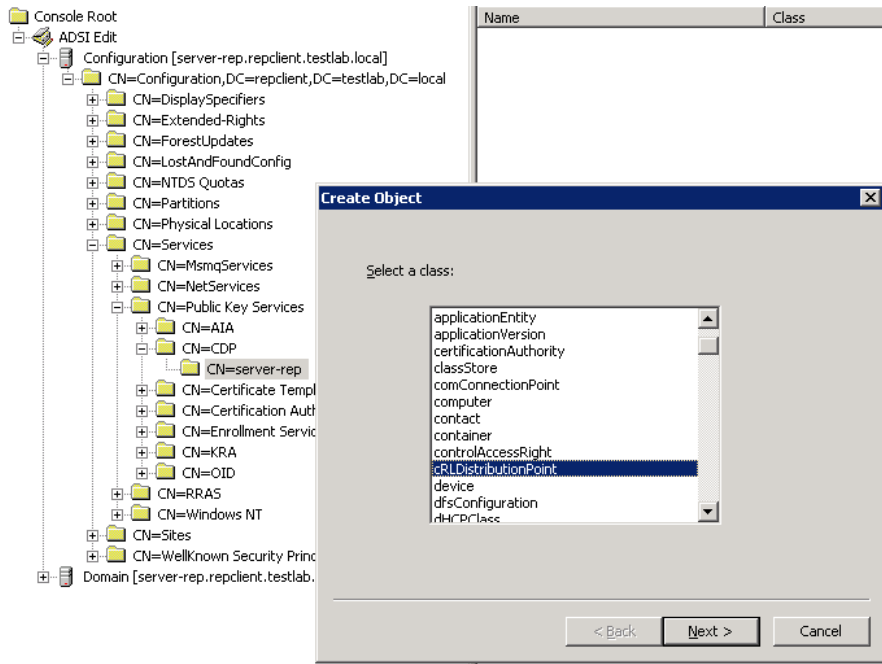 Console Root
ADSI Edit
Configuration [server-rep.repclient.testlab.local]
CN=Configuration,DC=repclient,DC=testlab,DC=local
CN=DisplaySpecifiers
CN=Extended-Rights
CN=ForestUpdates
CN=LostAndFoundConfig
CN=NTDS Quotas
CN=Partitions
CN=Physical Locations
CN=Services
CN=MsmqServices
CN=NetServices
CN=Public Key Services
CN=AIA
CN=CDP
CN=server-rep
CN=Certificate Templ
CN=Certification Auth
CN=Enrollment Servic
CN=KRA
CN=OID
CN=RRAS
CN=Windows NT
CN=Sites
CN=WellKnown Security Princ
Domain [server-rep.repclient.testlab.
Name Class
Create Object
Select a class:
applicationEntity
applicationVersion
certificationAuthority
classStore
comConnectionPoint
computer
contact
container
controlAccessRight
cRLDistributionPoint
device
dfsConfiguration
dHCPClass
< Back Next > Cancel